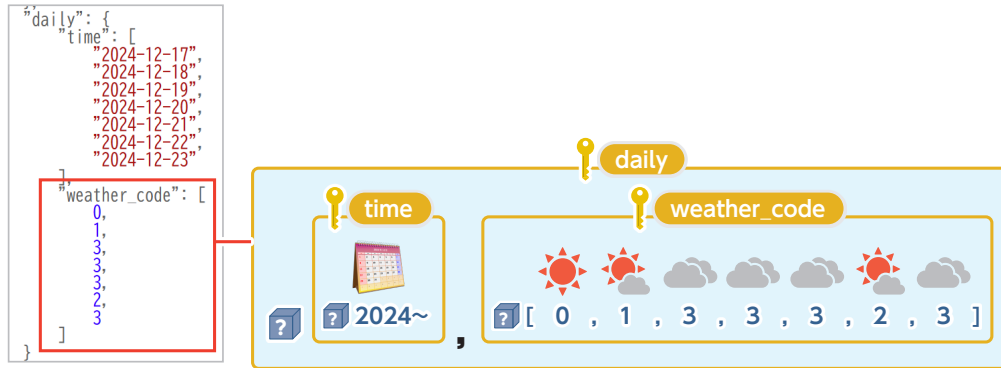 "daily": {
"time": [
"2024-12-17",
"2024-12-18",
"2024-12-19",
"2024-12-20",
"2024-12-21",
"2024-12-22",
"2024-12-23"
],
"weather_code": [
0,
1,
3,
3,
3,
2,
3
]
}
daily
time
weather_code
? ? 2024~ , ? [ 0 , 1 , 3 , 3 , 3 , 2 , 3 ]